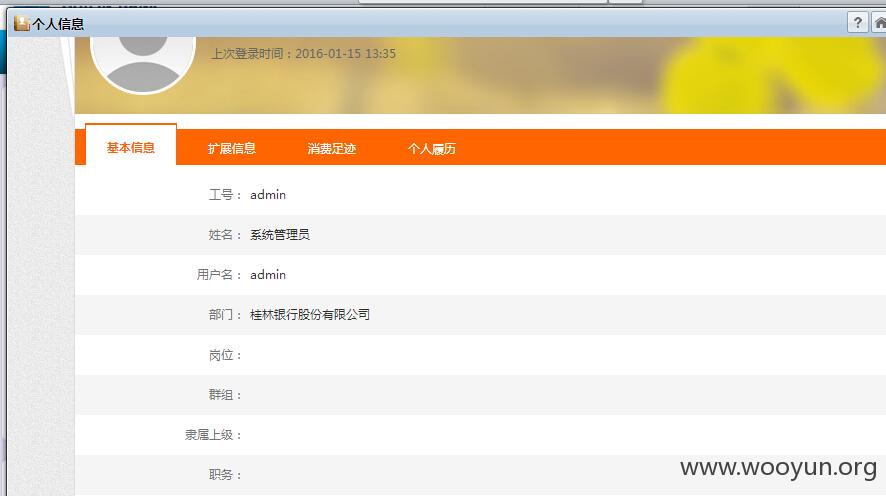 个人信息
?
上次登录时间：2016-01-15 13:35
基本信息 扩展信息 消费足迹 个人履历
工号： admin
姓名： 系统管理员
用户名： admin
部门： 桂林银行股份有限公司
岗位：
群组：
隶属上级：
职务：
www.wooyun.org